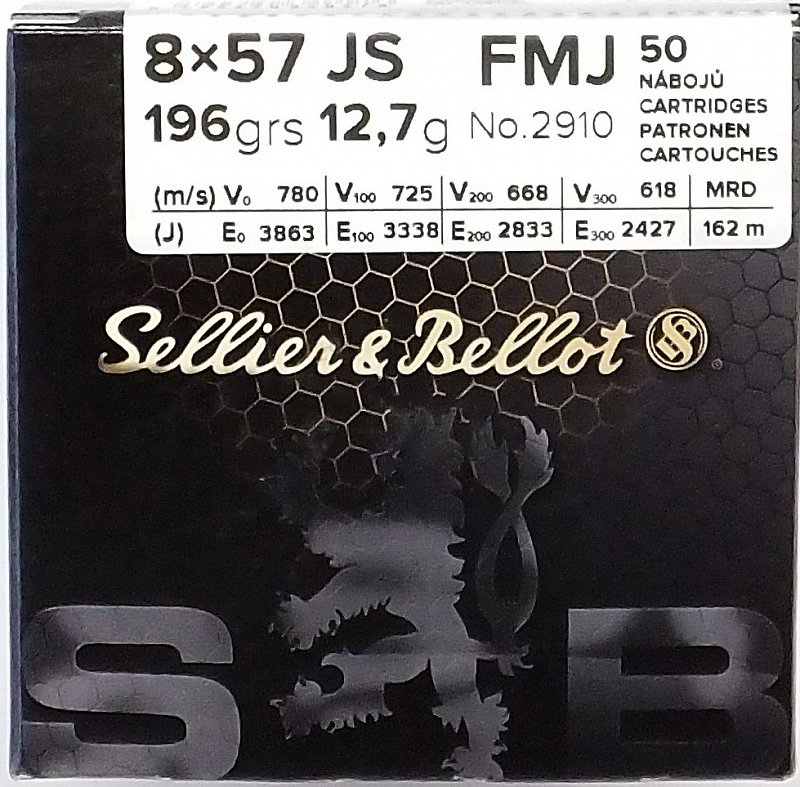 8×57 JS FMJ 50
NÁBOJŮ
CARTRIDGES
PATRONEN
CARTOUCHES
196grs 12,7g No.2910
(m/s) V₀ 780 V₁₀₀ 725 V₂₀₀ 668 V₃₀₀ 618 MRD
(J) E₀ 3863 E₁₀₀ 3338 E₂₀₀ 2833 E₃₀₀ 2427 162 m
Sellier & Bellot SB ®
S B